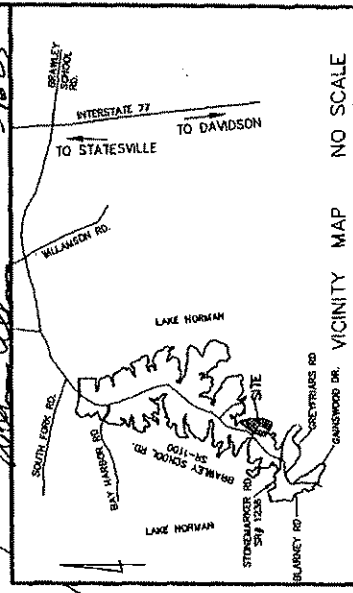 BRAWLEY
SCHOOL
RD.
INTERSTATE 77
TO DAVIDSON
TO STATESVILLE
WILLIAMSON RD.
LAKE NORMAN
SOUTH FORK RD.
BAY HARBOR RD
BRAWLEY SCHOOL RD.
SR-1100
SITE
LAKE NORMAN
STONEMARKER RD
SR# 1236
GREYFRIARS RD
GAINSWOOD DR.
BLARNEY RD
VICINITY MAP NO SCALE